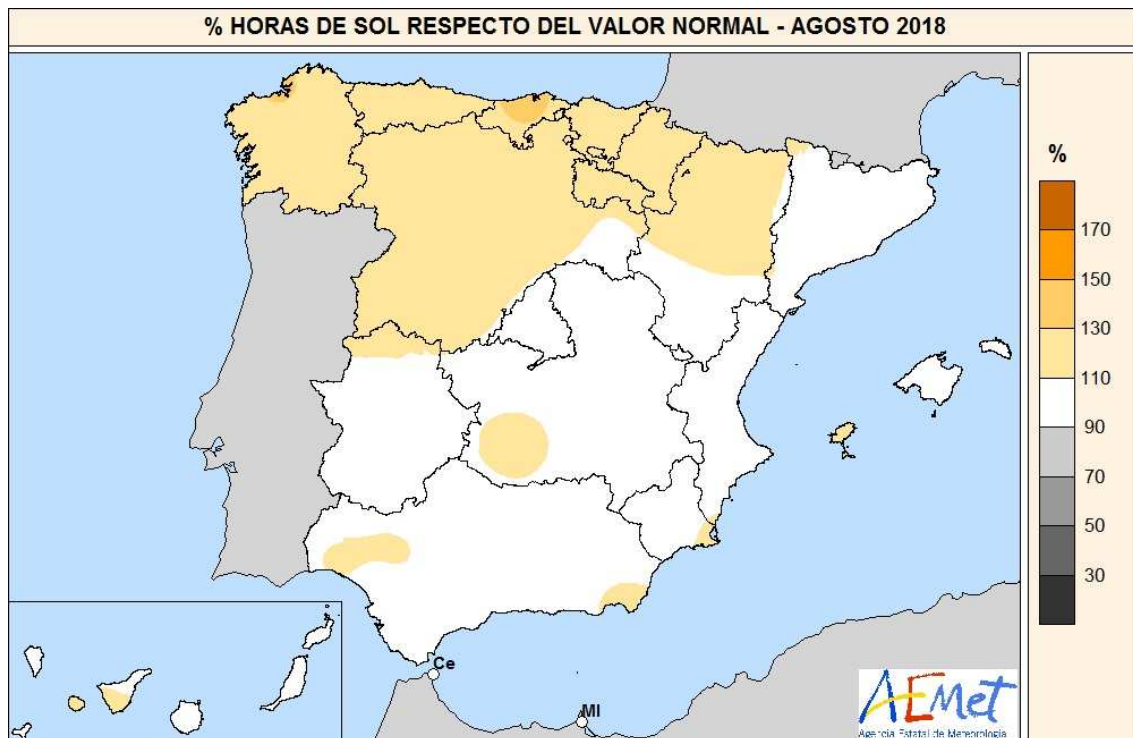 % HORAS DE SOL RESPECTO DEL VALOR NORMAL - AGOSTO 2018
%
170
150
130
110
90
70
50
30
Ce
Ml
AEMet
Agencia Estatal de Meteorología